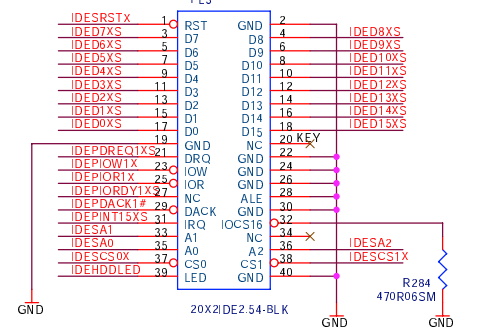 IDESRSTX 1 RST GND 2
IDED7XS 3 D7 D8 4 IDED8XS
IDED6XS 5 D6 D9 6 IDED9XS
IDED5XS 7 D5 D10 8 IDED10XS
IDED4XS 9 D4 D11 10 IDED11XS
IDED3XS 11 D3 D12 12 IDED12XS
IDED2XS 13 D2 D13 14 IDED13XS
IDED1XS 15 D1 D14 16 IDED14XS
IDED0XS 17 D0 D15 18 IDED15XS
19 GND NC 20 KEY
IDEPDREQ1XS 21 DRQ GND 22
IDEPIOW1X 23 IOW GND 24
IDEPIOR1X 25 IOR GND 26
IDEPIORDY1XS 27 NC ALE 28
IDEPDACK1# 29 DACK GND 30
IDEPINT15XS 31 IRQ IOCS16 32
IDESA1 33 A1 NC 34
IDESA0 35 A0 A2 36 IDESA2
IDESCS0X 37 CS0 CS1 38 IDESCS1X
IDEHDDLED 39 LED GND 40
R284
470R06SM
GND 20X2IDE2.54-BLK GND GND